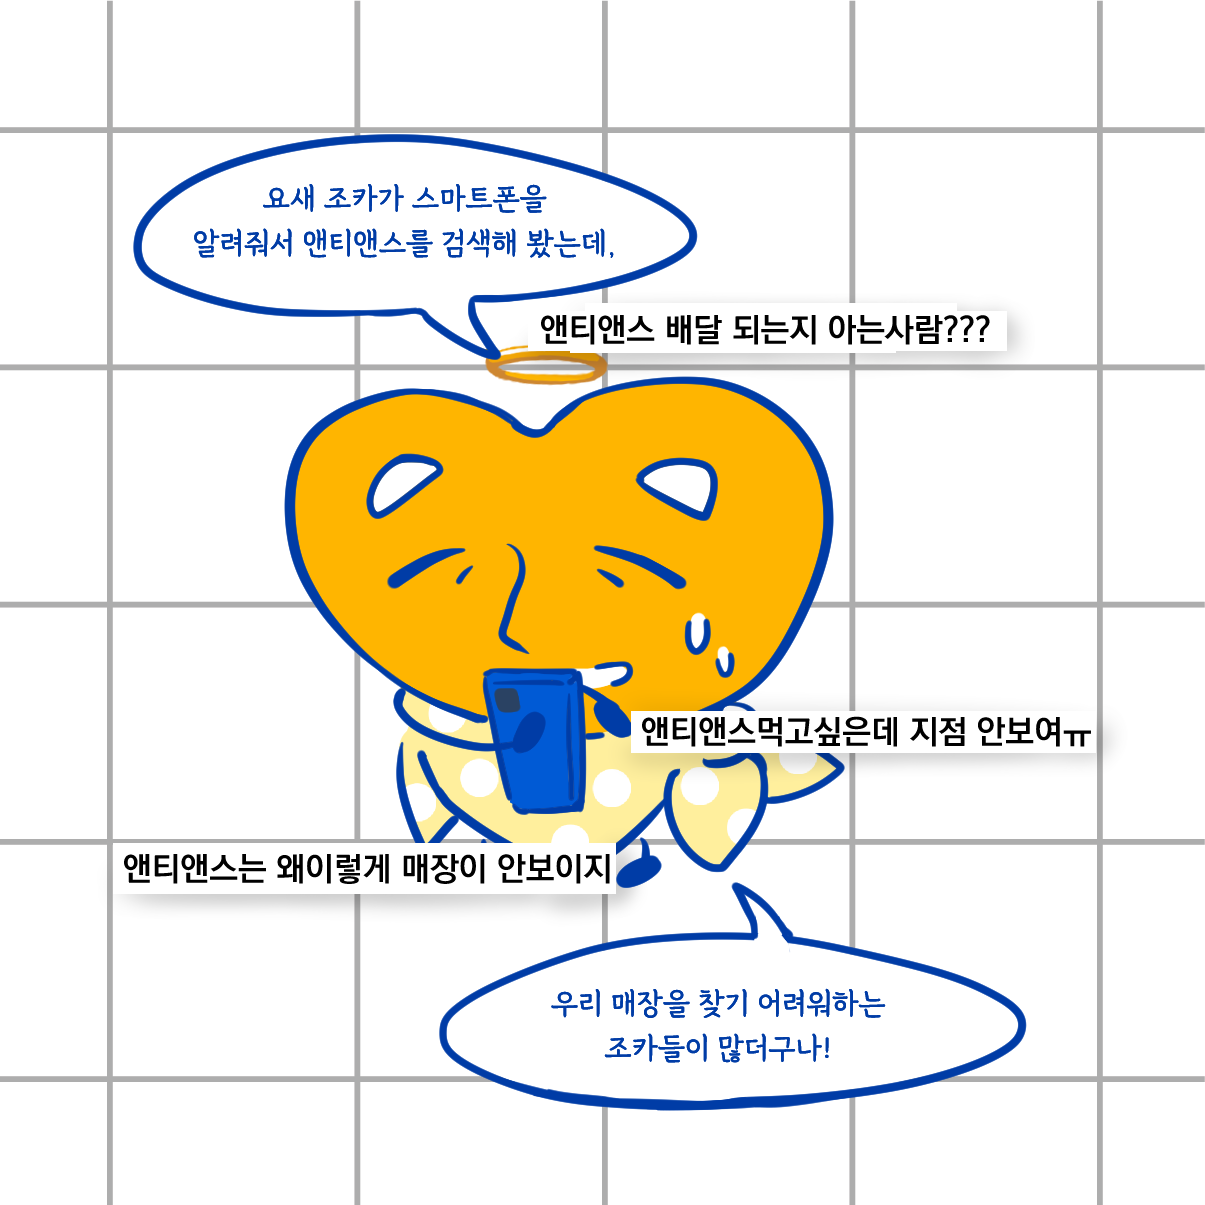 요새 조카가 스마트폰을
알려줘서 앤티앤스를 검색해 봤는데,
앤티앤스 배달 되는지 아는사람???
앤티앤스먹고싶은데 지점 안보여ㅠ
앤티앤스는 왜이렇게 매장이 안보이지
우리 매장을 찾기 어려워하는
조카들이 많더구나!